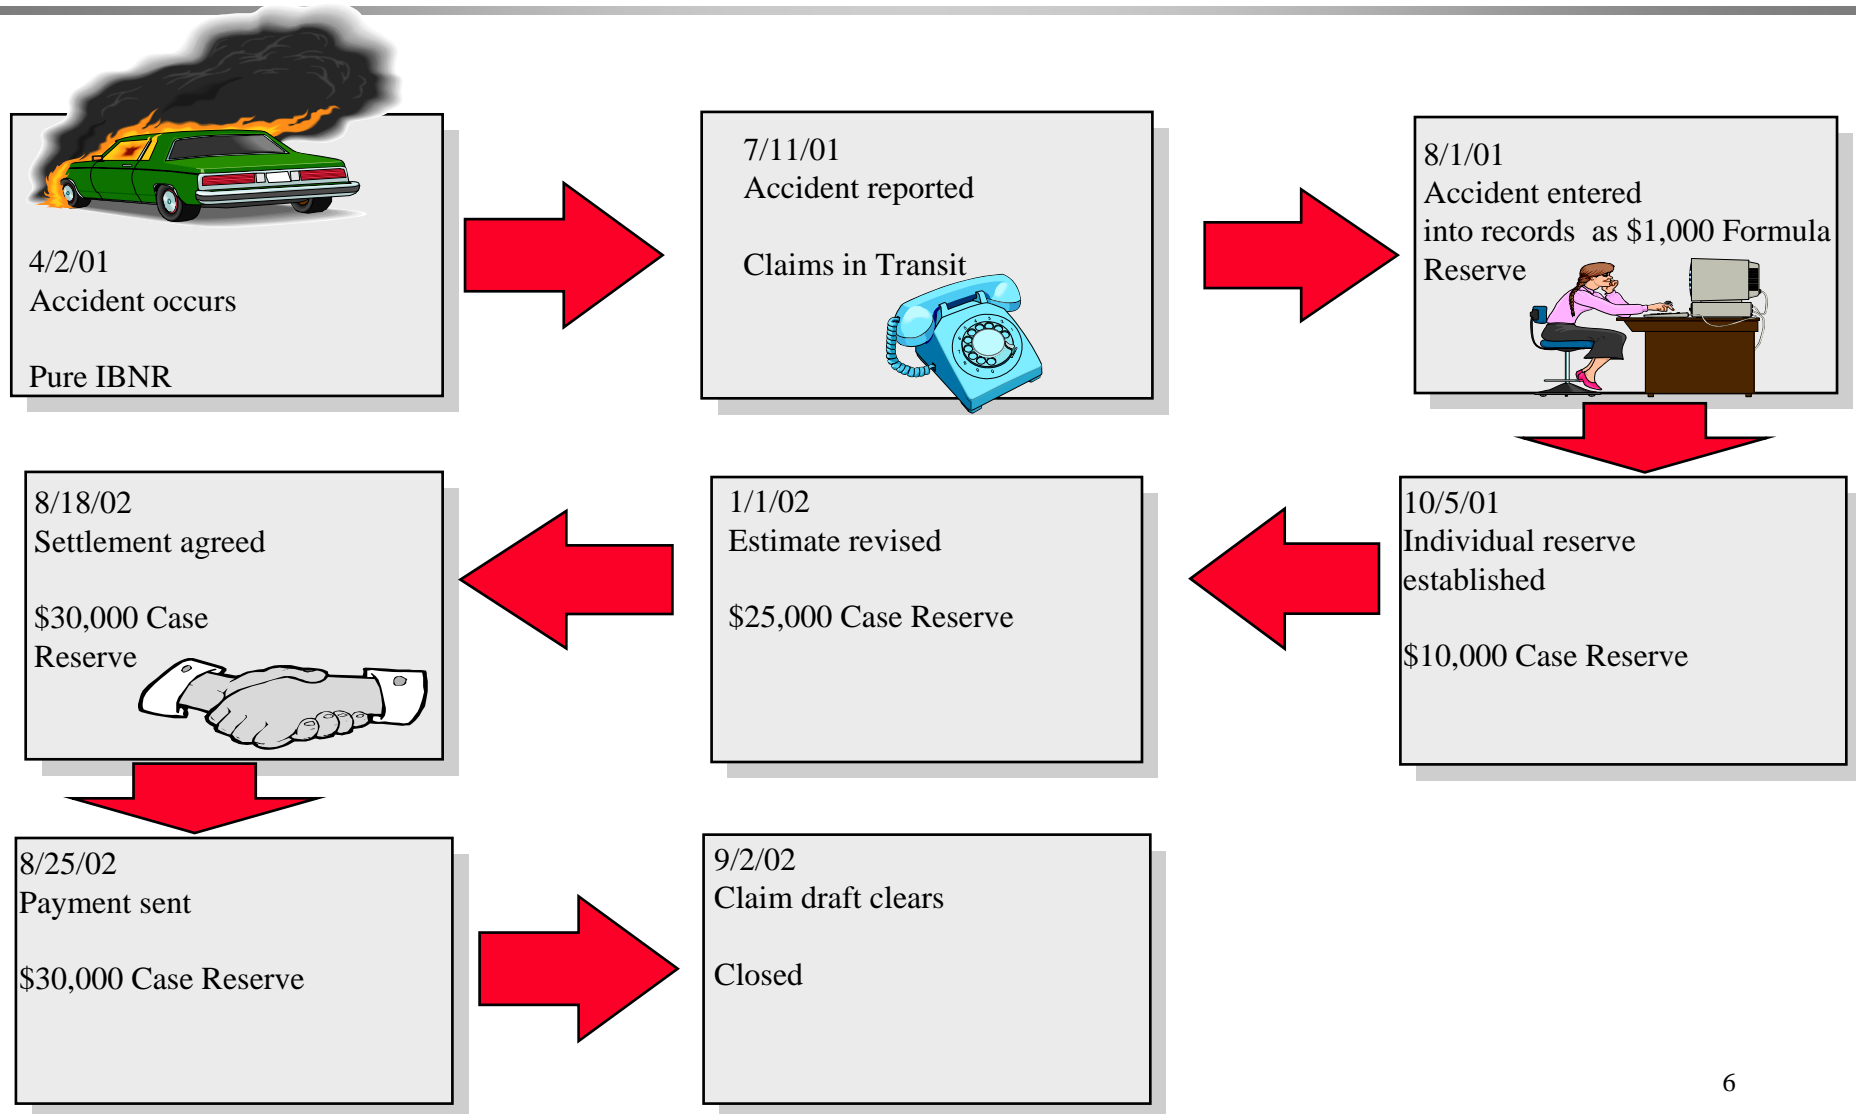 4/2/01
Accident occurs
Pure IBNR
7/11/01
Accident reported
Claims in Transit
8/1/01
Accident entered
into records as $1,000 Formula
Reserve
10/5/01
Individual reserve
established
$10,000 Case Reserve
1/1/02
Estimate revised
$25,000 Case Reserve
8/18/02
Settlement agreed
$30,000 Case
Reserve
8/25/02
Payment sent
$30,000 Case Reserve
9/2/02
Claim draft clears
Closed
6